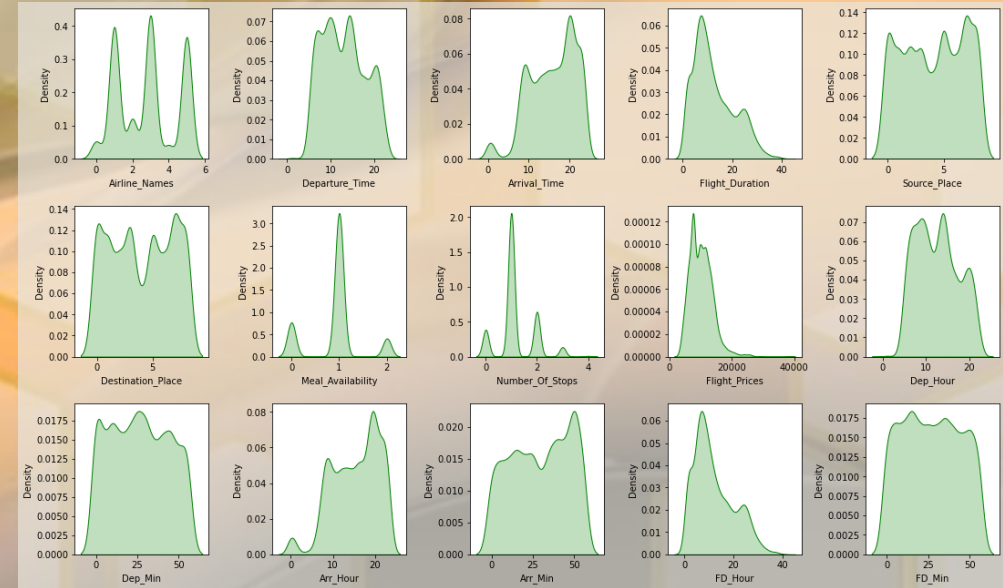 0.4
0.3
0.2
0.1
0.0
Density
0 2 4 6
Airline_Names
0.07
0.06
0.05
0.04
0.03
0.02
0.01
0.00
Density
0 10 20
Departure_Time
0.08
0.06
0.04
0.02
0.00
Density
0 10 20
Arrival_Time
0.06
0.05
0.04
0.03
0.02
0.01
0.00
Density
0 20 40
Flight_Duration
0.14
0.12
0.10
0.08
0.06
0.04
0.02
0.00
Density
0 5
Source_Place
0.14
0.12
0.10
0.08
0.06
0.04
0.02
0.00
Density
0 5
Destination_Place
3.0
2.5
2.0
1.5
1.0
0.5
0.0
Density
0 1 2
Meal_Availability
2.0
1.5
1.0
0.5
0.0
Density
0 2 4
Number_Of_Stops
0.00012
0.00010
0.00008
0.00006
0.00004
0.00002
0.00000
Density
0 20000 40000
Flight_Prices
0.07
0.06
0.05
0.04
0.03
0.02
0.01
0.00
Density
0 10 20
Dep_Hour
0.0175
0.0150
0.0125
0.0100
0.0075
0.0050
0.0025
0.0000
Density
0 25 50
Dep_Min
0.08
0.06
0.04
0.02
0.00
Density
0 10 20
Arr_Hour
0.020
0.015
0.010
0.005
0.000
Density
0 25 50
Arr_Min
0.06
0.05
0.04
0.03
0.02
0.01
0.00
Density
0 20 40
FD_Hour
0.0175
0.0150
0.0125
0.0100
0.0075
0.0050
0.0025
0.0000
Density
0 25 50
FD_Min